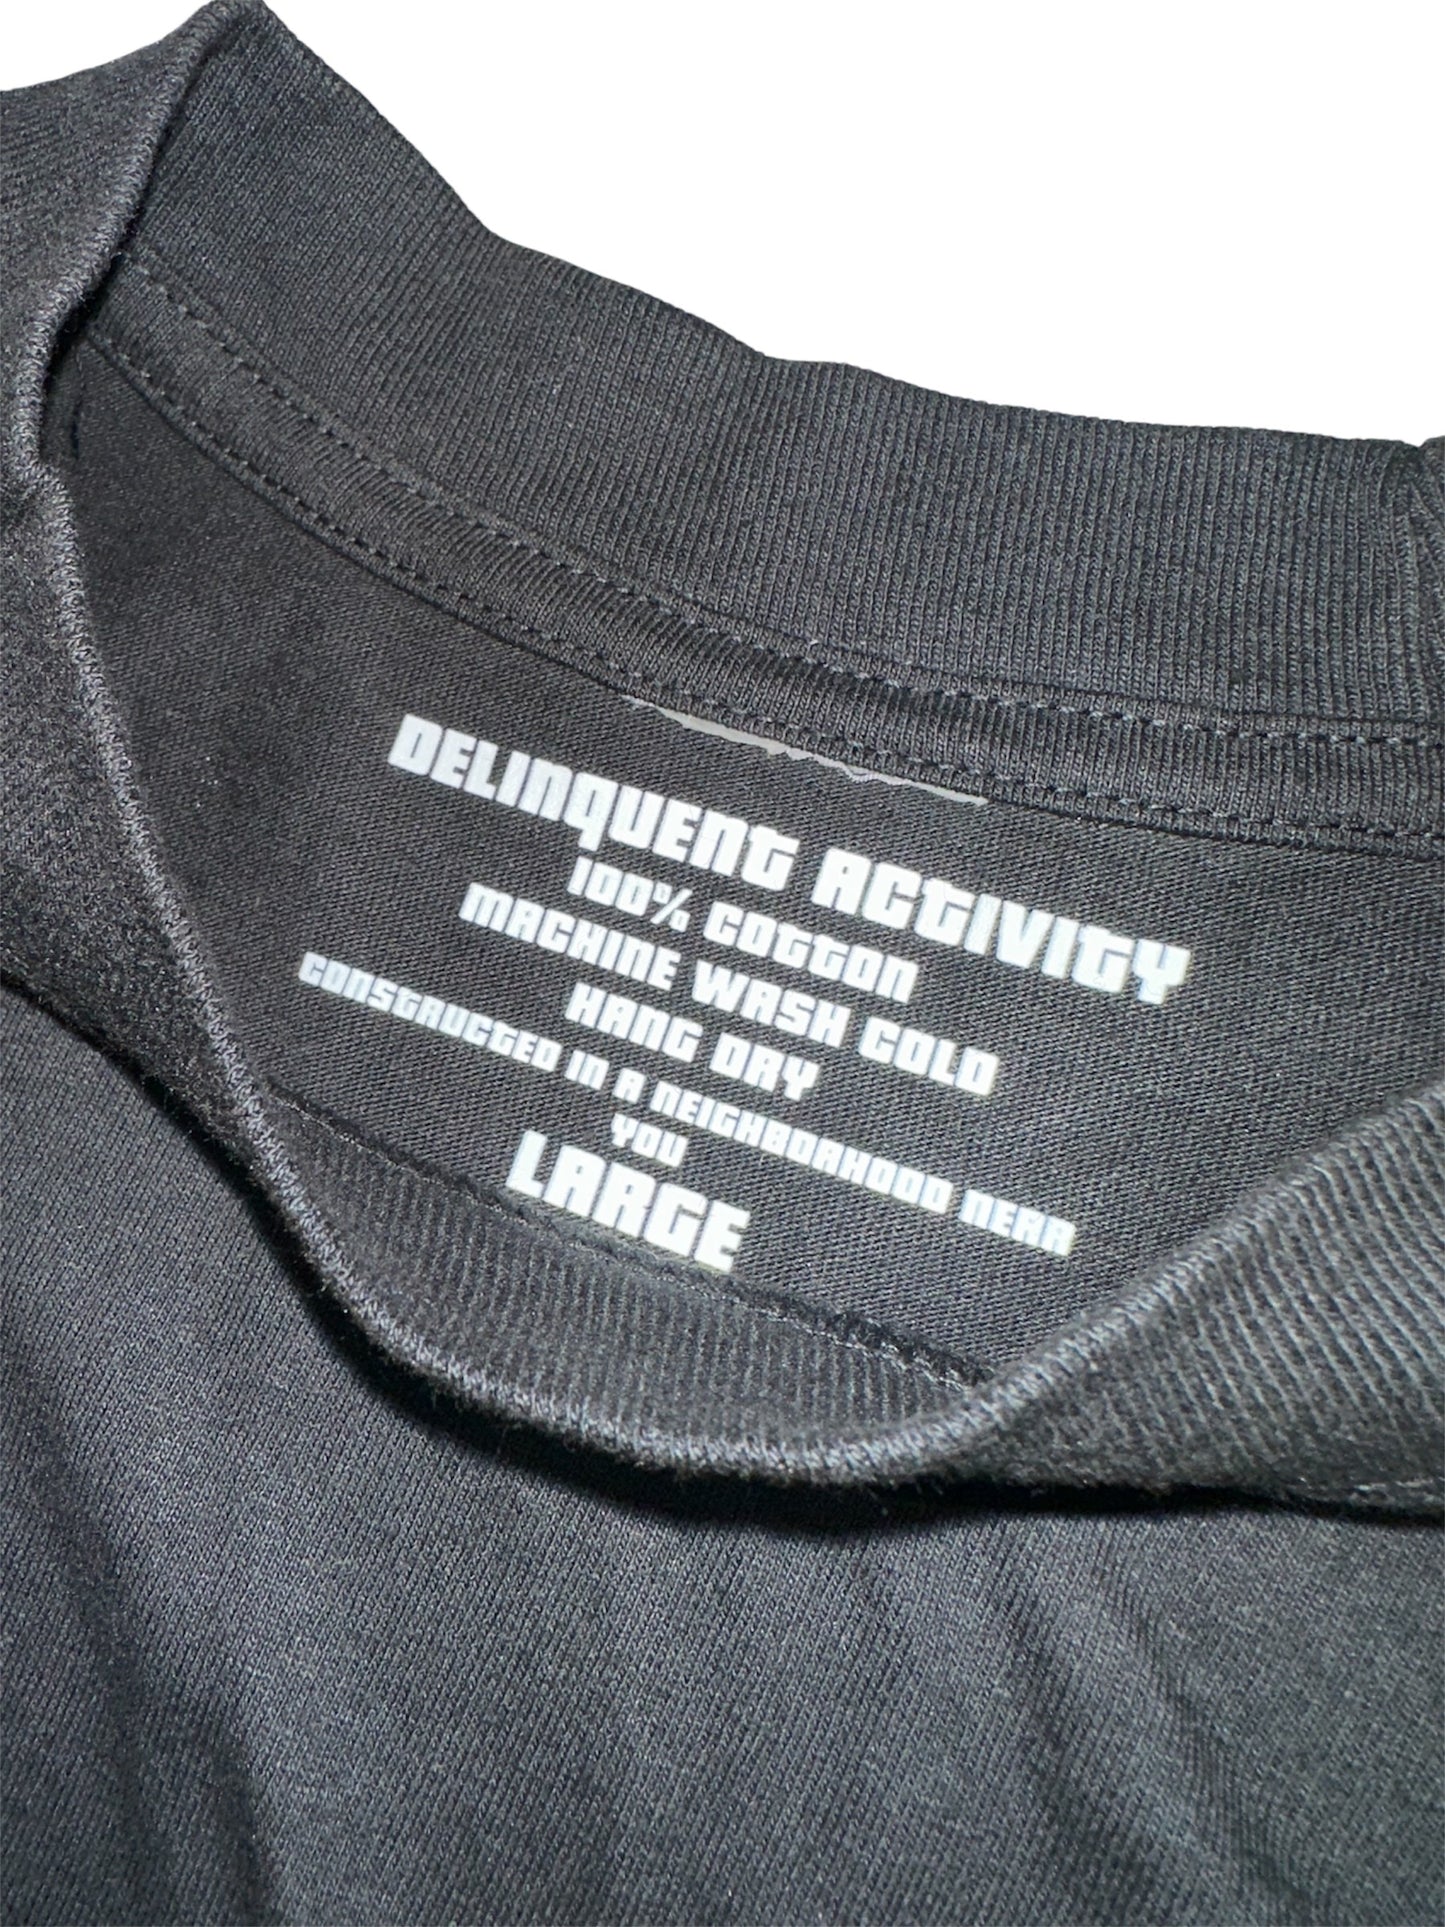 DELINQUENT ACTIVITY
100% COTTON
MACHINE WASH COLD
HANG DRY
CONSTRUCTED IN A NEIGHBORHOOD NEAR
YOU
LARGE